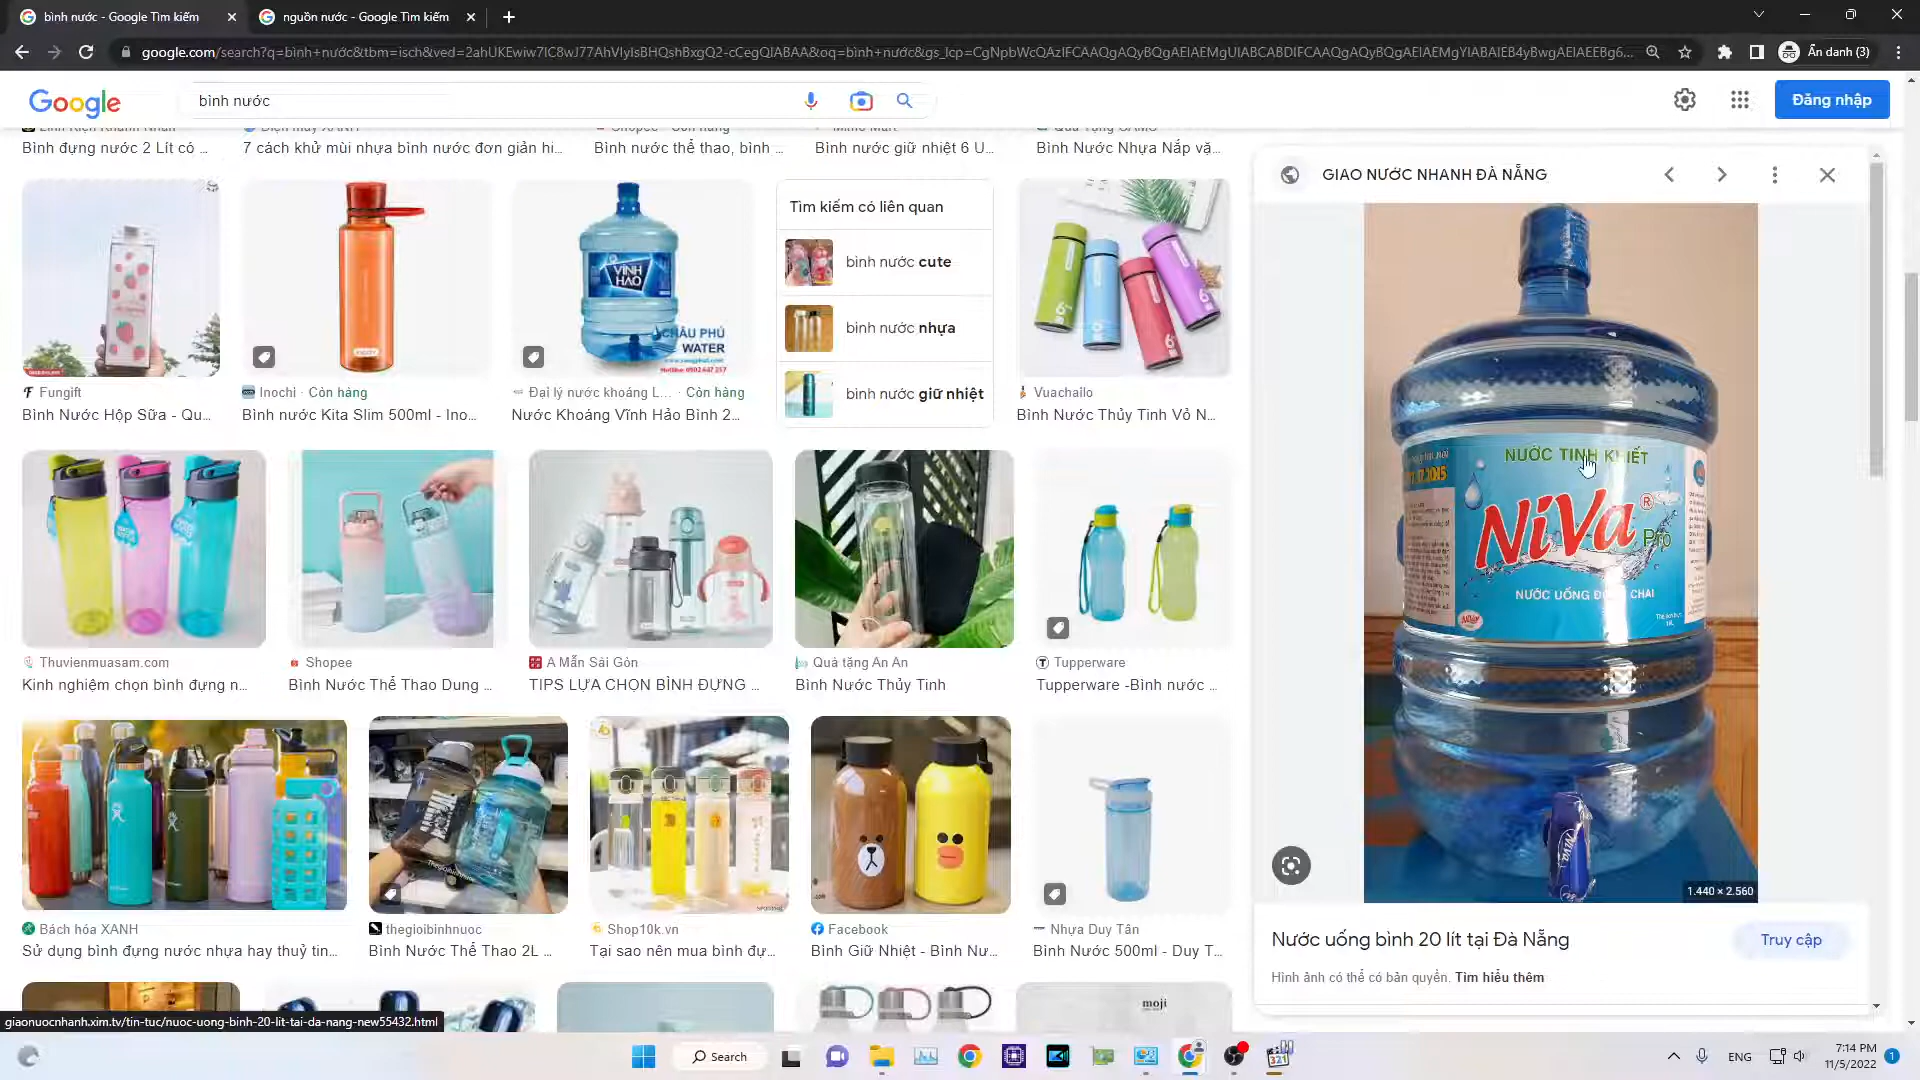 bình nước - Google Tìm kiếm
nguồn nước - Google Tìm kiếm
google.com/search?q=bình+nước&tbm=isch&ved=2ahUKEwiw7IC8wJ77AhVIyIsBHQshBxgQ2-cCegQIABAA&oq=bình+nước&gs_lcp=CgNpbWcQAzIFCAAQgAQyBQgAEIAEMgUIABCABDIFCAAQgAQyBQgAEIAEMgYIABAIEB4yBwgAEIAEEBg6...
Ẩn danh (3)
Google
bình nước
Đăng nhập
Bình đựng nước 2 Lít có ...
7 cách khử mùi nhựa bình nước đơn giản hi...
Bình nước thể thao, bình ...
Bình nước giữ nhiệt 6 U...
Bình Nước Nhựa Nắp vặ...
GIAO NƯỚC NHANH ĐÀ NẴNG
Tìm kiếm có liên quan
bình nước cute
bình nước nhựa
bình nước giữ nhiệt
VĨNH HẢO
CHÂU PHÚ
WATER
Fungift
Bình Nước Hộp Sữa - Qu...
Inochi · Còn hàng
Bình nước Kita Slim 500ml - Ino...
Đại lý nước khoáng L... · Còn hàng
Nước Khoáng Vĩnh Hảo Bình 2...
Vuachailo
Bình Nước Thủy Tinh Vỏ N...
NƯỚC TINH KHIẾT
NiVa ®
Pro
NƯỚC UỐNG ĐÓNG CHAI
Thuvienmuasam.com
Kinh nghiệm chọn bình đựng n...
Shopee
Bình Nước Thể Thao Dung ...
A Mẫn Sài Gòn
TIPS LỰA CHỌN BÌNH ĐỰNG ...
Quà tặng An An
Bình Nước Thủy Tinh
Tupperware
Tupperware -Bình nước ...
Bách hóa XANH
Sử dụng bình đựng nước nhựa hay thuỷ tin...
thegioibinhnuoc
Bình Nước Thể Thao 2L ...
Shop10k.vn
Tại sao nên mua bình đự...
Facebook
Bình Giữ Nhiệt - Bình Nư...
Nhựa Duy Tân
Bình Nước 500ml - Duy T...
1.440 × 2.560
Nước uống bình 20 lít tại Đà Nẵng
Truy cập
Hình ảnh có thể có bản quyền. Tìm hiểu thêm
moji
giaonuocnhanh.xim.tv/tin-tuc/nuoc-uong-binh-20-lit-tai-da-nang-new55432.html
Search
ENG
7:14 PM
11/5/2022
1